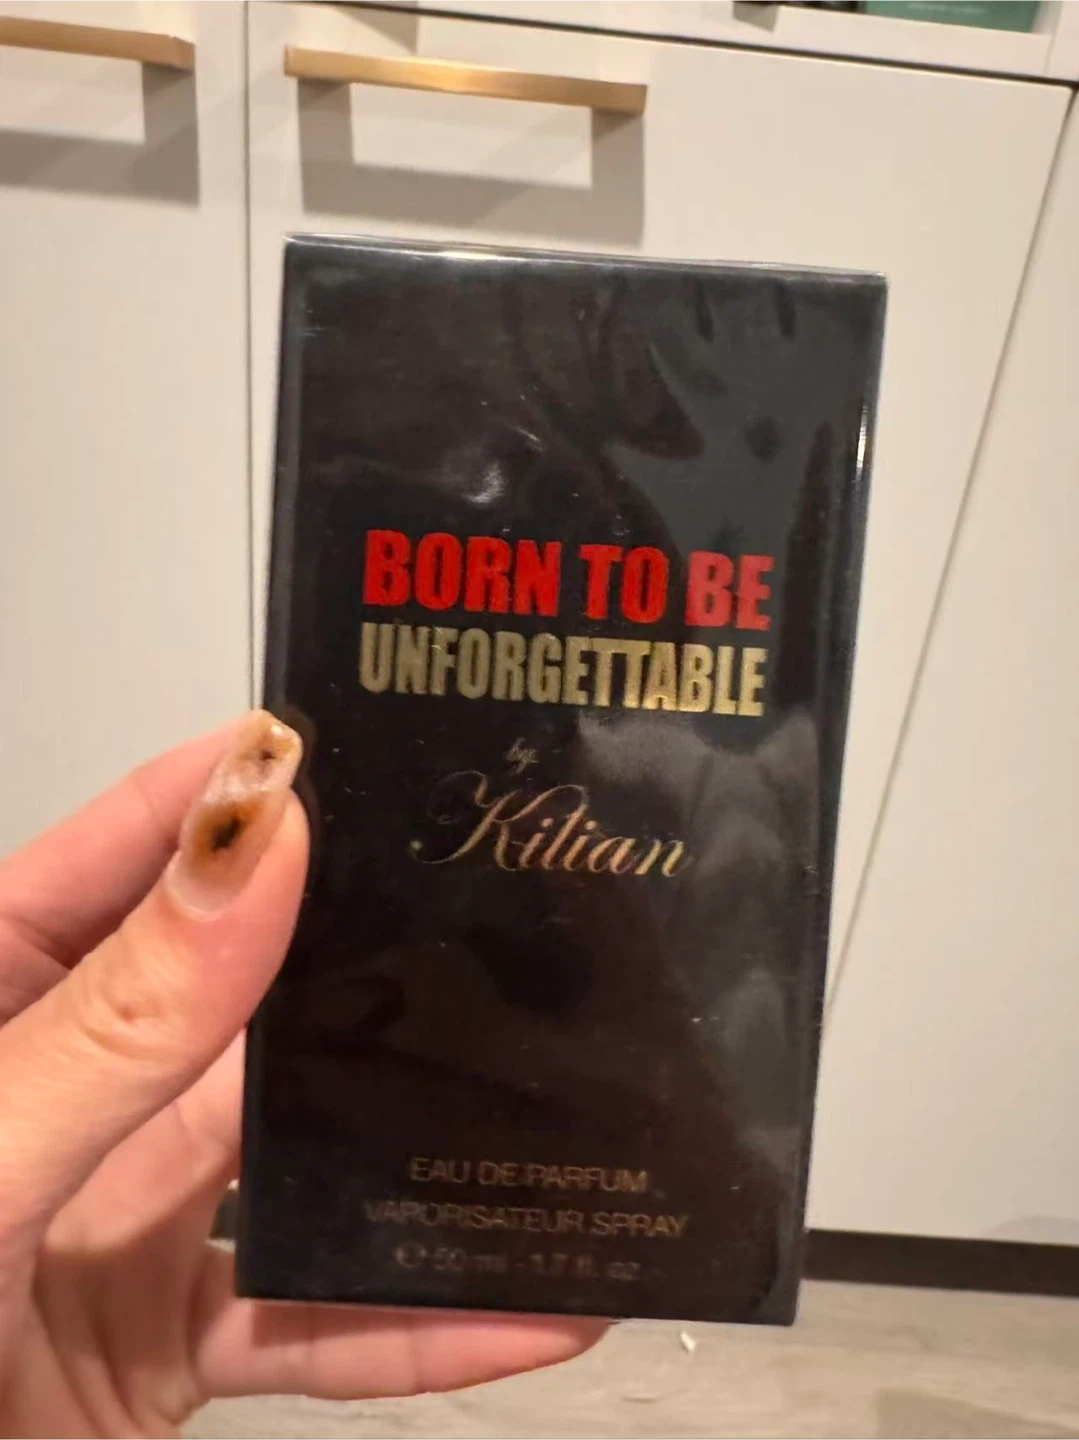 BORN TO BE
UNFORGETTABLE
by
Kilian
EAU DE PARFUM
VAPORISATEUR SPRAY
℮ 50 ml - 1.7 fl. oz